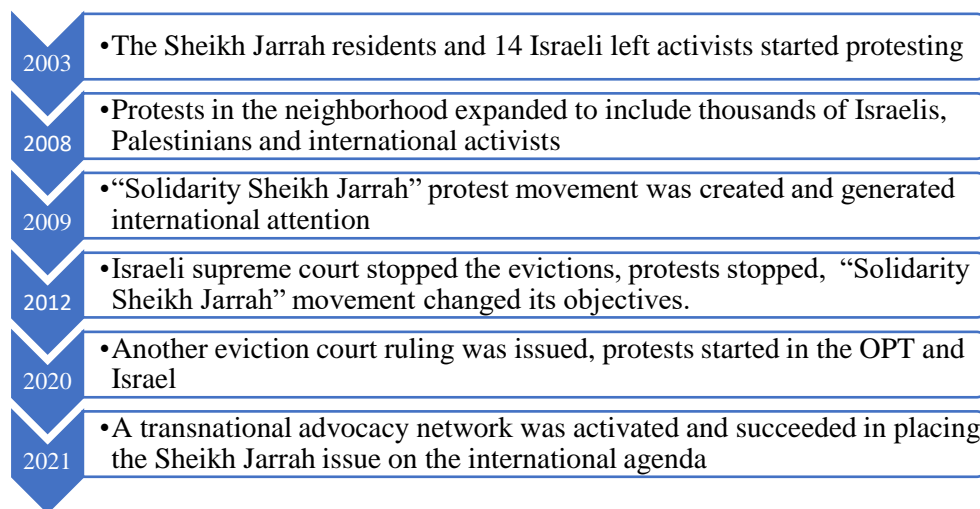 2003
•The Sheikh Jarrah residents and 14 Israeli left activists started protesting
2008
•Protests in the neighborhood expanded to include thousands of Israelis,
Palestinians and international activists
2009
•“Solidarity Sheikh Jarrah” protest movement was created and generated
international attention
2012
•Israeli supreme court stopped the evictions, protests stopped, “Solidarity
Sheikh Jarrah” movement changed its objectives.
2020
•Another eviction court ruling was issued, protests started in the OPT and
Israel
2021
•A transnational advocacy network was activated and succeeded in placing
the Sheikh Jarrah issue on the international agenda